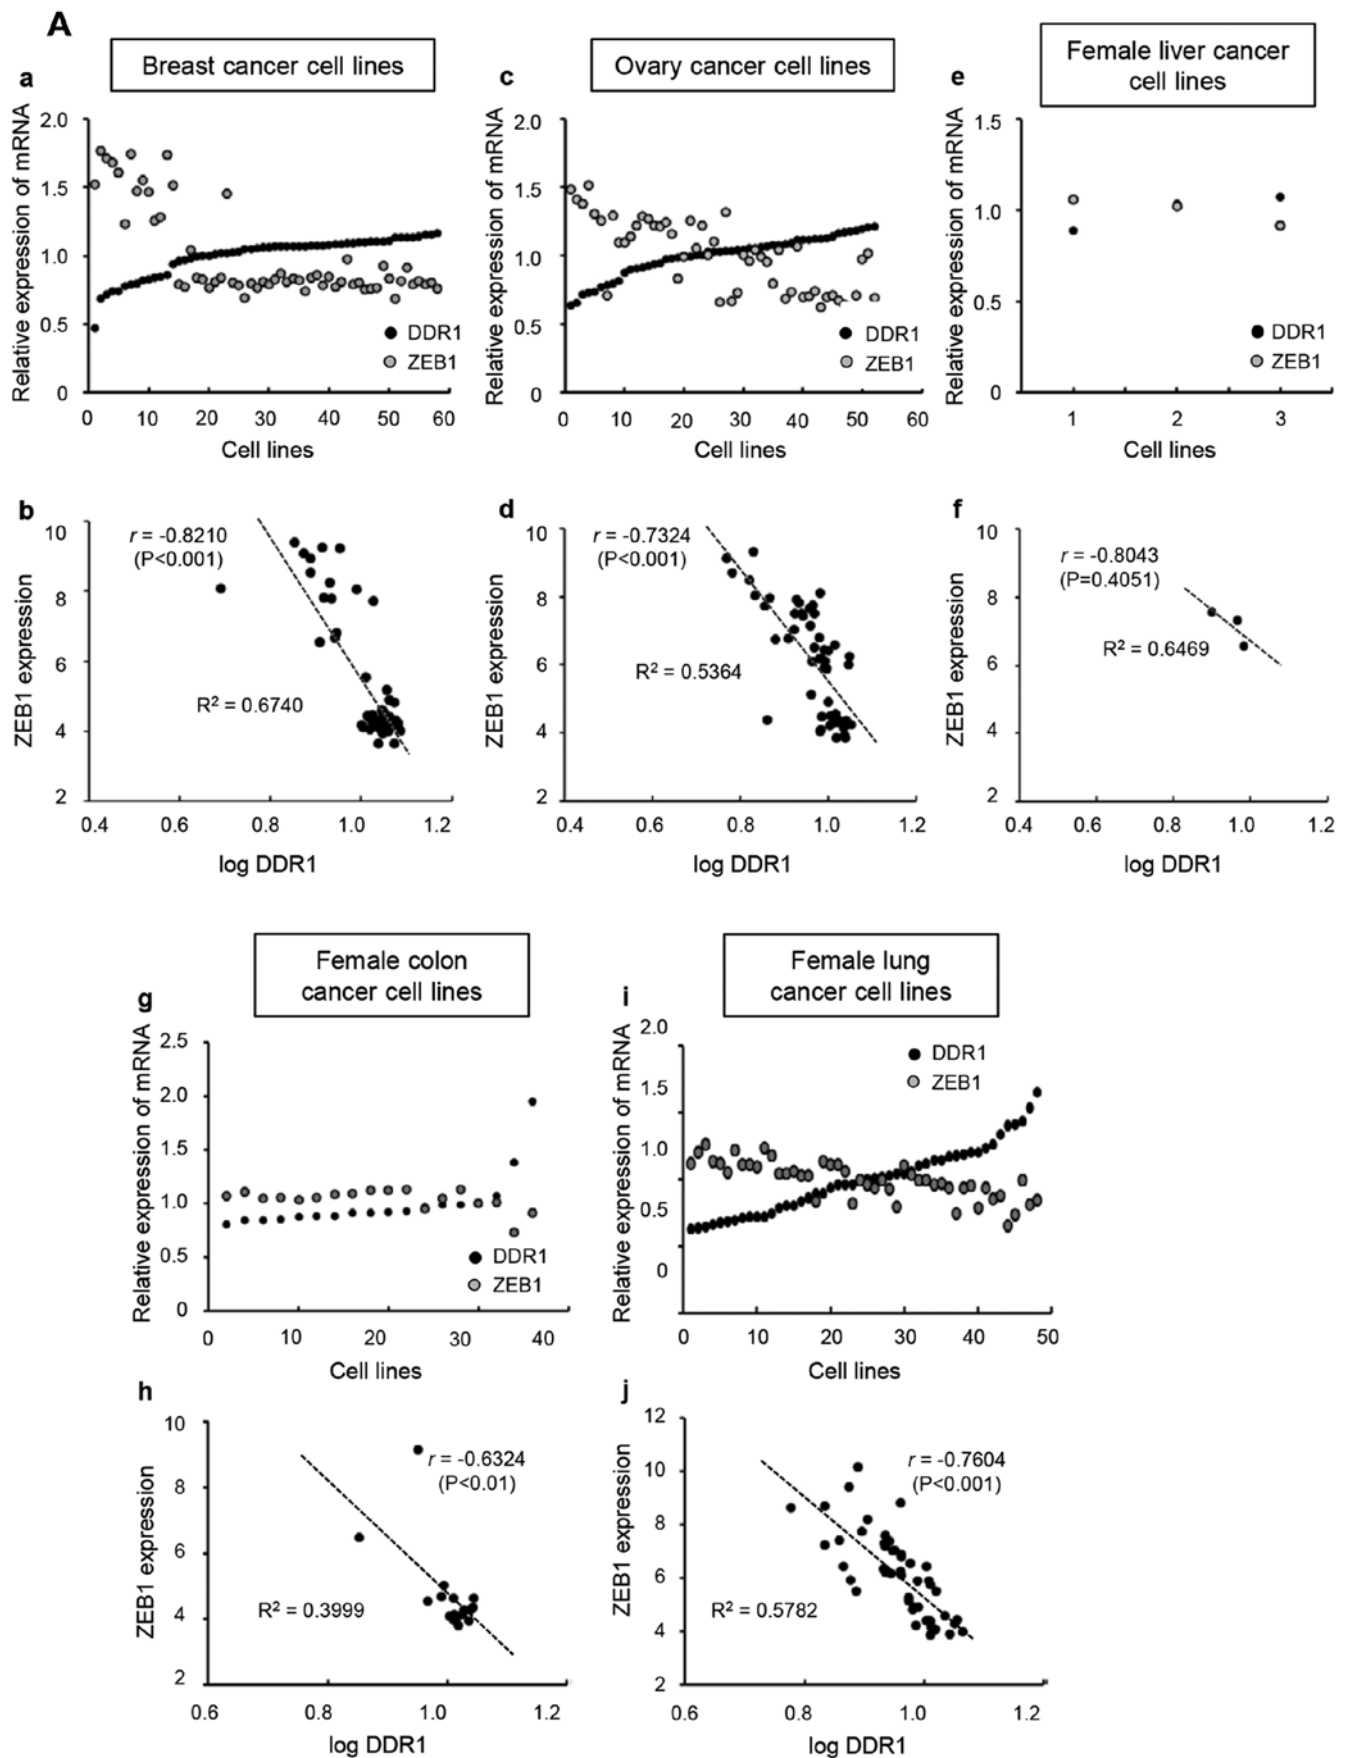 A
Breast cancer cell lines
Ovary cancer cell lines
Female liver cancer
cell lines
a
Relative expression of mRNA
2.0
1.5
1.0
0.5
0
DDR1
ZEB1
0 10 20 30 40 50 60
Cell lines
c
Relative expression of mRNA
2.0
1.5
1.0
0.5
0
DDR1
ZEB1
0 10 20 30 40 50 60
Cell lines
e
Relative expression of mRNA
1.5
1.0
0.5
0
DDR1
ZEB1
1 2 3
Cell lines
b
ZEB1 expression
10
8
6
4
2
r = -0.8210
(P<0.001)
R² = 0.6740
0.4 0.6 0.8 1.0 1.2
log DDR1
d
ZEB1 expression
10
8
6
4
2
r = -0.7324
(P<0.001)
R² = 0.5364
0.4 0.6 0.8 1.0 1.2
log DDR1
f
ZEB1 expression
10
8
6
4
2
r = -0.8043
(P=0.4051)
R² = 0.6469
0.4 0.6 0.8 1.0 1.2
log DDR1
Female colon
cancer cell lines
Female lung
cancer cell lines
g
Relative expression of mRNA
2.5
2.0
1.5
1.0
0.5
0
DDR1
ZEB1
0 10 20 30 40
Cell lines
i
Relative expression of mRNA
2.0
1.5
1.0
0.5
0
DDR1
ZEB1
0 10 20 30 40 50
Cell lines
h
ZEB1 expression
10
8
6
4
2
r = -0.6324
(P<0.01)
R² = 0.3999
0.6 0.8 1.0 1.2
log DDR1
j
ZEB1 expression
12
10
8
6
4
2
r = -0.7604
(P<0.001)
R² = 0.5782
0.6 0.8 1.0 1.2
log DDR1